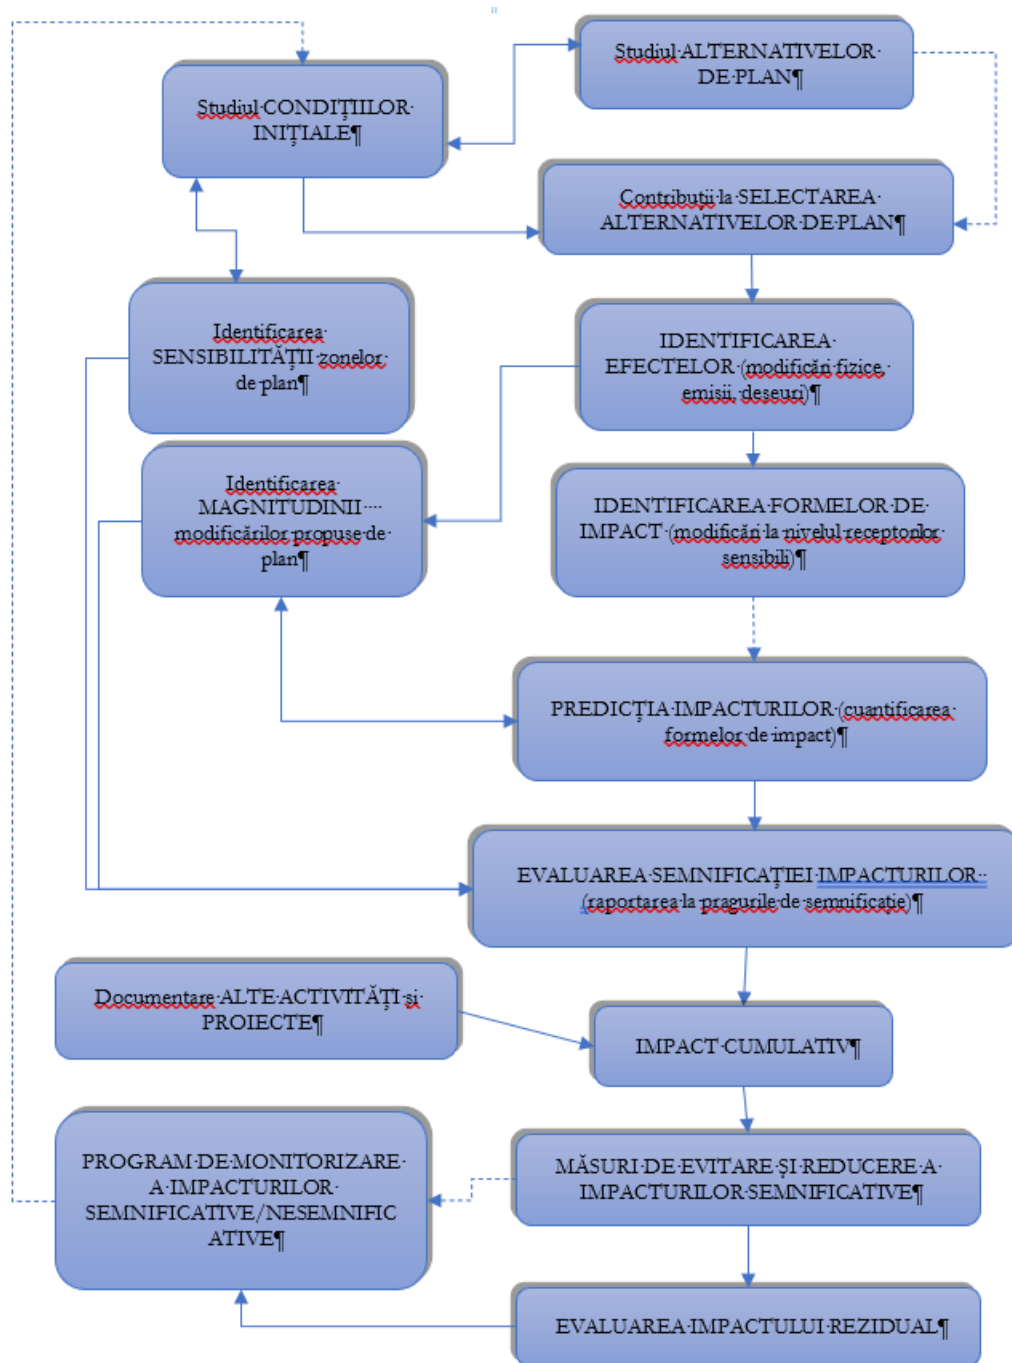 Studiul ALTERNATIVELOR
DE PLAN¶
Studiul CONDIȚIILOR
INIȚIALE¶
Contribuții la SELECTAREA
ALTERNATIVELOR DE PLAN¶
Identificarea
SENSIBILITĂȚII zonelor
de plan¶
IDENTIFICAREA
EFECTELOR (modificări fizice,
emisii, deseuri)¶
Identificarea
MAGNITUDINII
modificărilor propuse de
plan¶
IDENTIFICAREA FORMELOR DE
IMPACT (modificări la nivelul receptorilor
sensibili)¶
PREDICȚIA IMPACTURILOR (cuantificarea
formelor de impact)¶
EVALUAREA SEMNIFICAȚIEI IMPACTURILOR
(raportarea la pragurile de semnificație)¶
Documentare ALTE ACTIVITĂȚI și
PROIECTE¶
IMPACT CUMULATIV¶
PROGRAM DE MONITORIZARE
A IMPACTURILOR
SEMNIFICATIVE/NESEMNIFIC
ATIVE¶
MĂSURI DE EVITARE ȘI REDUCERE A
IMPACTURILOR SEMNIFICATIVE¶
EVALUAREA IMPACTULUI REZIDUAL¶